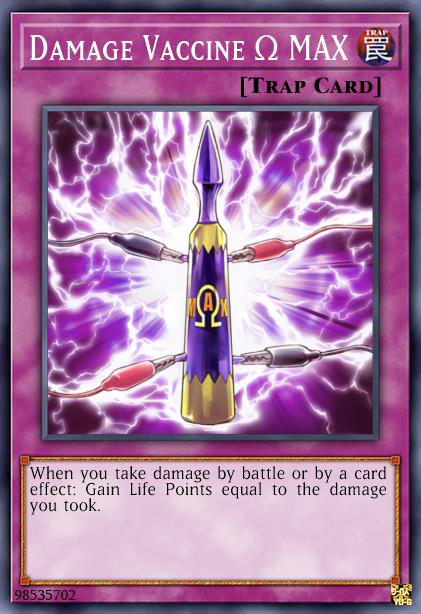 Damage Vaccine Ω MAX
TRAP
罠
[Trap Card]
M A X
Ω
When you take damage by battle or by a card
effect: Gain Life Points equal to the damage
you took.
98535702